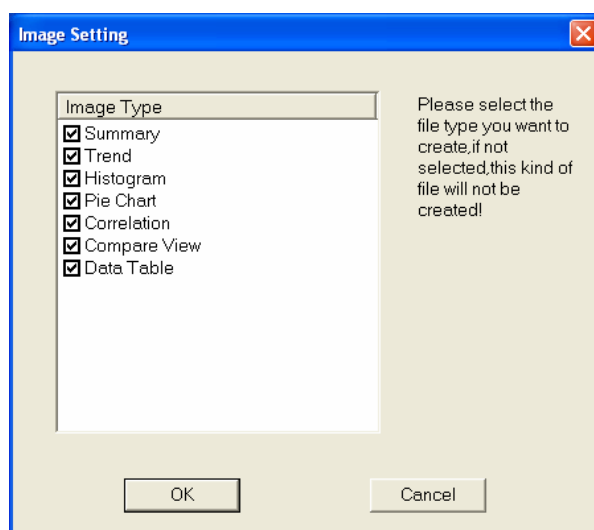 Image Setting
Image Type
Summary
Trend
Histogram
Pie Chart
Correlation
Compare View
Data Table
Please select the
file type you want to
create,if not
selected,this kind of
file will not be
created!
OK
Cancel